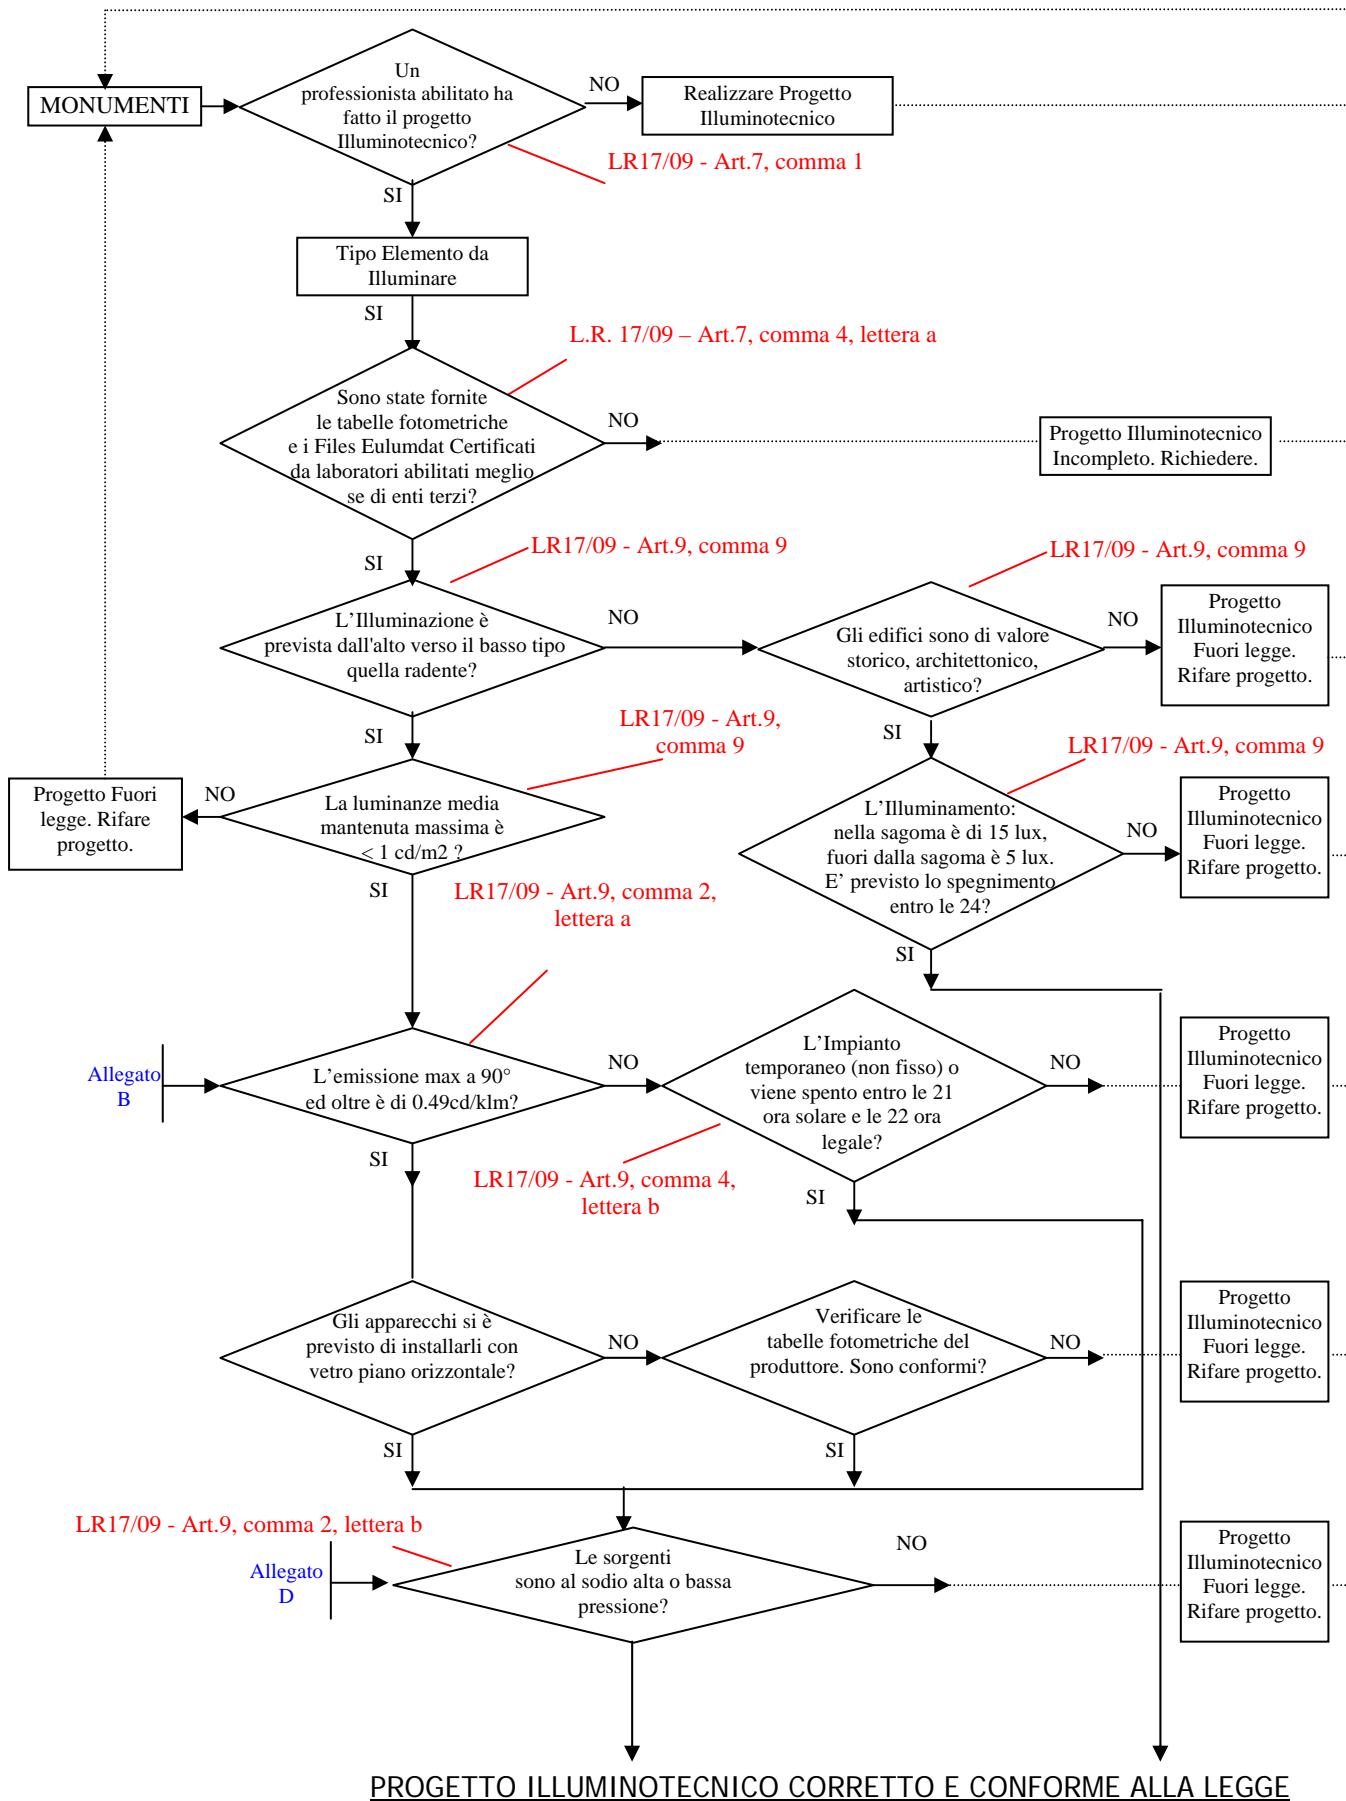 Un
professionista abilitato ha
fatto il progetto
Illuminotecnico?
MONUMENTI
NO
Realizzare Progetto
Illuminotecnico
LR17/09 - Art.7, comma 1
SI
Tipo Elemento da
Illuminare
SI
L.R. 17/09 – Art.7, comma 4, lettera a
Sono state fornite
le tabelle fotometriche
e i Files Eulumdat Certificati
da laboratori abilitati meglio
se di enti terzi?
NO
Progetto Illuminotecnico
Incompleto. Richiedere.
SI
LR17/09 - Art.9, comma 9
LR17/09 - Art.9, comma 9
L’Illuminazione è
prevista dall'alto verso il basso tipo
quella radente?
NO
Gli edifici sono di valore
storico, architettonico,
artistico?
NO
Progetto
Illuminotecnico
Fuori legge.
Rifare progetto.
SI
LR17/09 - Art.9,
comma 9
SI
LR17/09 - Art.9, comma 9
Progetto Fuori
legge. Rifare
progetto.
NO
La luminanze media
mantenuta massima è
< 1 cd/m2 ?
L’Illuminamento:
nella sagoma è di 15 lux,
fuori dalla sagoma è 5 lux.
E’ previsto lo spegnimento
entro le 24?
NO
Progetto
Illuminotecnico
Fuori legge.
Rifare progetto.
SI
LR17/09 - Art.9, comma 2,
lettera a
SI
Allegato
B
L’emissione max a 90°
ed oltre è di 0.49cd/klm?
NO
L’Impianto
temporaneo (non fisso) o
viene spento entro le 21
ora solare e le 22 ora
legale?
NO
Progetto
Illuminotecnico
Fuori legge.
Rifare progetto.
SI
LR17/09 - Art.9, comma 4,
lettera b
SI
Gli apparecchi si è
previsto di installarli con
vetro piano orizzontale?
NO
Verificare le
tabelle fotometriche del
produttore. Sono conformi?
NO
Progetto
Illuminotecnico
Fuori legge.
Rifare progetto.
SI
SI
LR17/09 - Art.9, comma 2, lettera b
Allegato
D
Le sorgenti
sono al sodio alta o bassa
pressione?
NO
Progetto
Illuminotecnico
Fuori legge.
Rifare progetto.
PROGETTO ILLUMINOTECNICO CORRETTO E CONFORME ALLA LEGGE